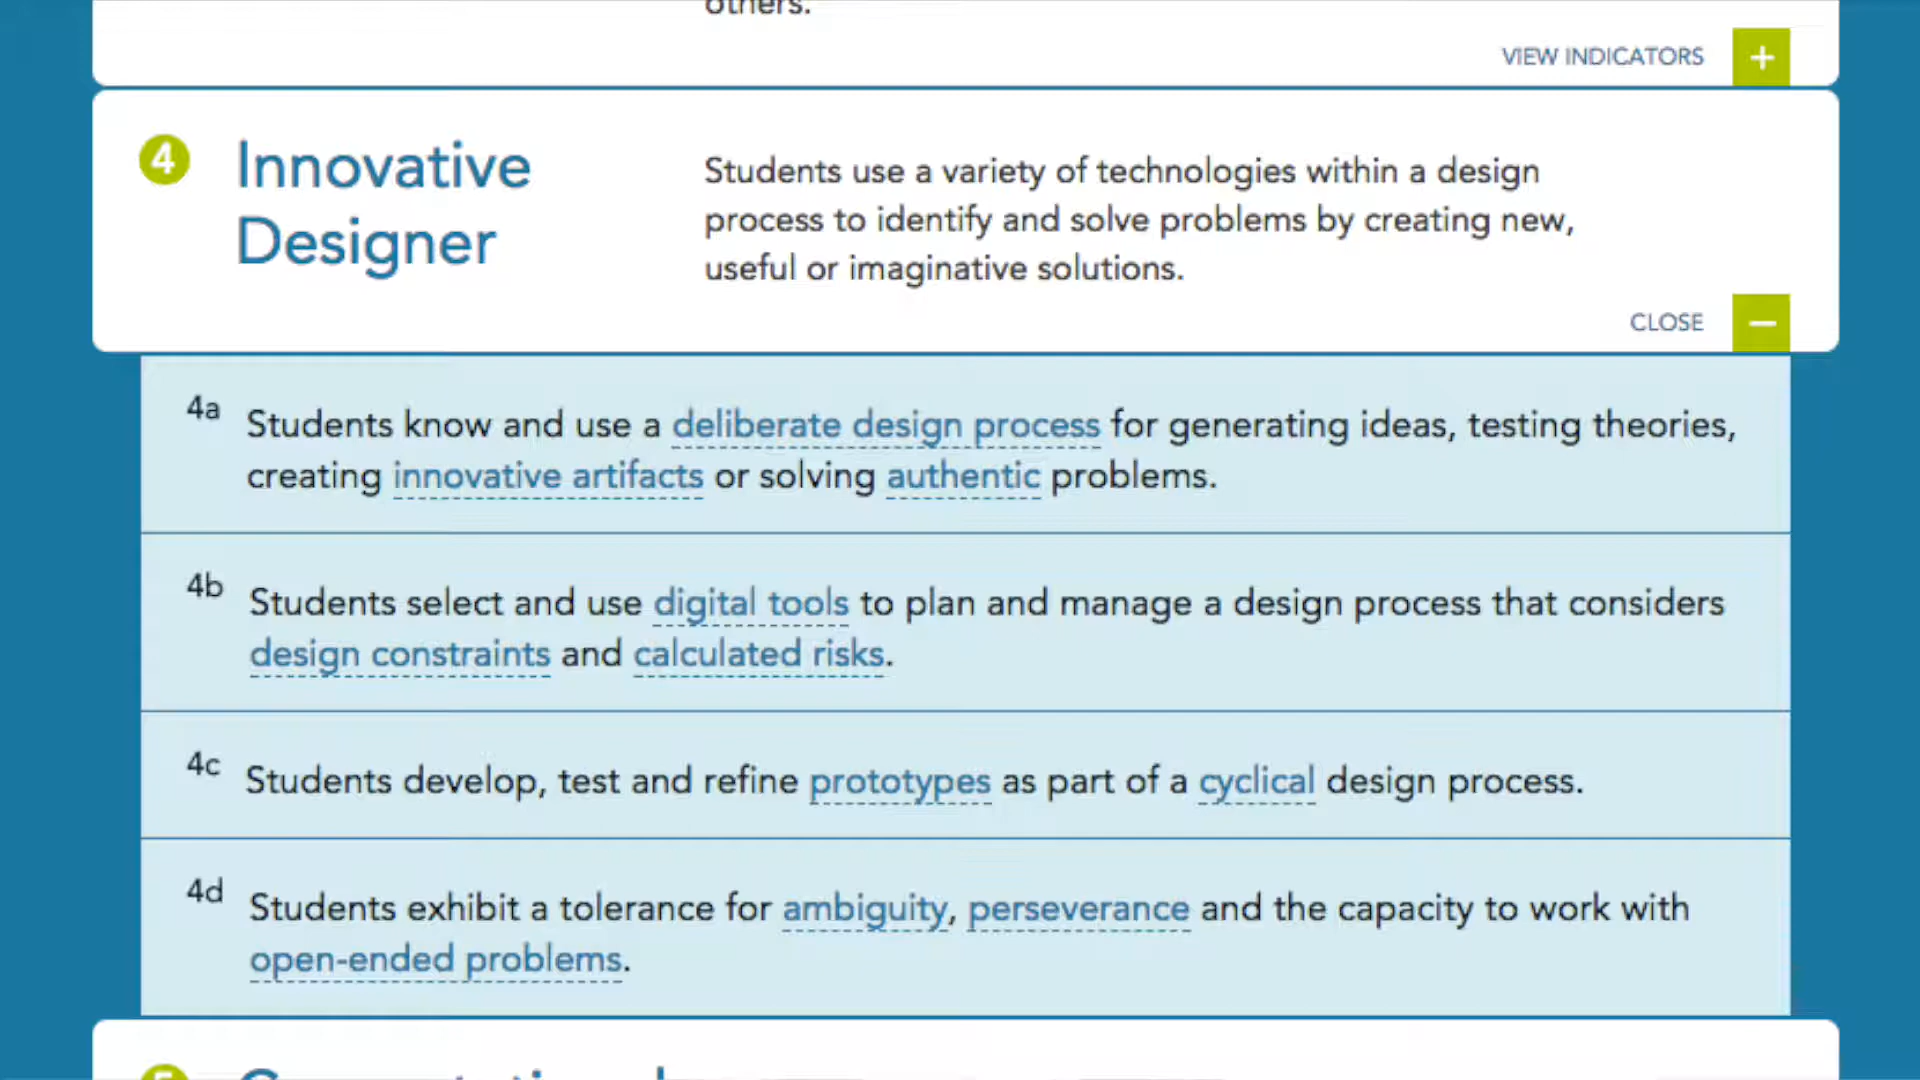 others.
VIEW INDICATORS +
4 Innovative Designer
Students use a variety of technologies within a design
process to identify and solve problems by creating new,
useful or imaginative solutions.
CLOSE –
4a Students know and use a deliberate design process for generating ideas, testing theories,
creating innovative artifacts or solving authentic problems.
4b Students select and use digital tools to plan and manage a design process that considers
design constraints and calculated risks.
4c Students develop, test and refine prototypes as part of a cyclical design process.
4d Students exhibit a tolerance for ambiguity, perseverance and the capacity to work with
open-ended problems.